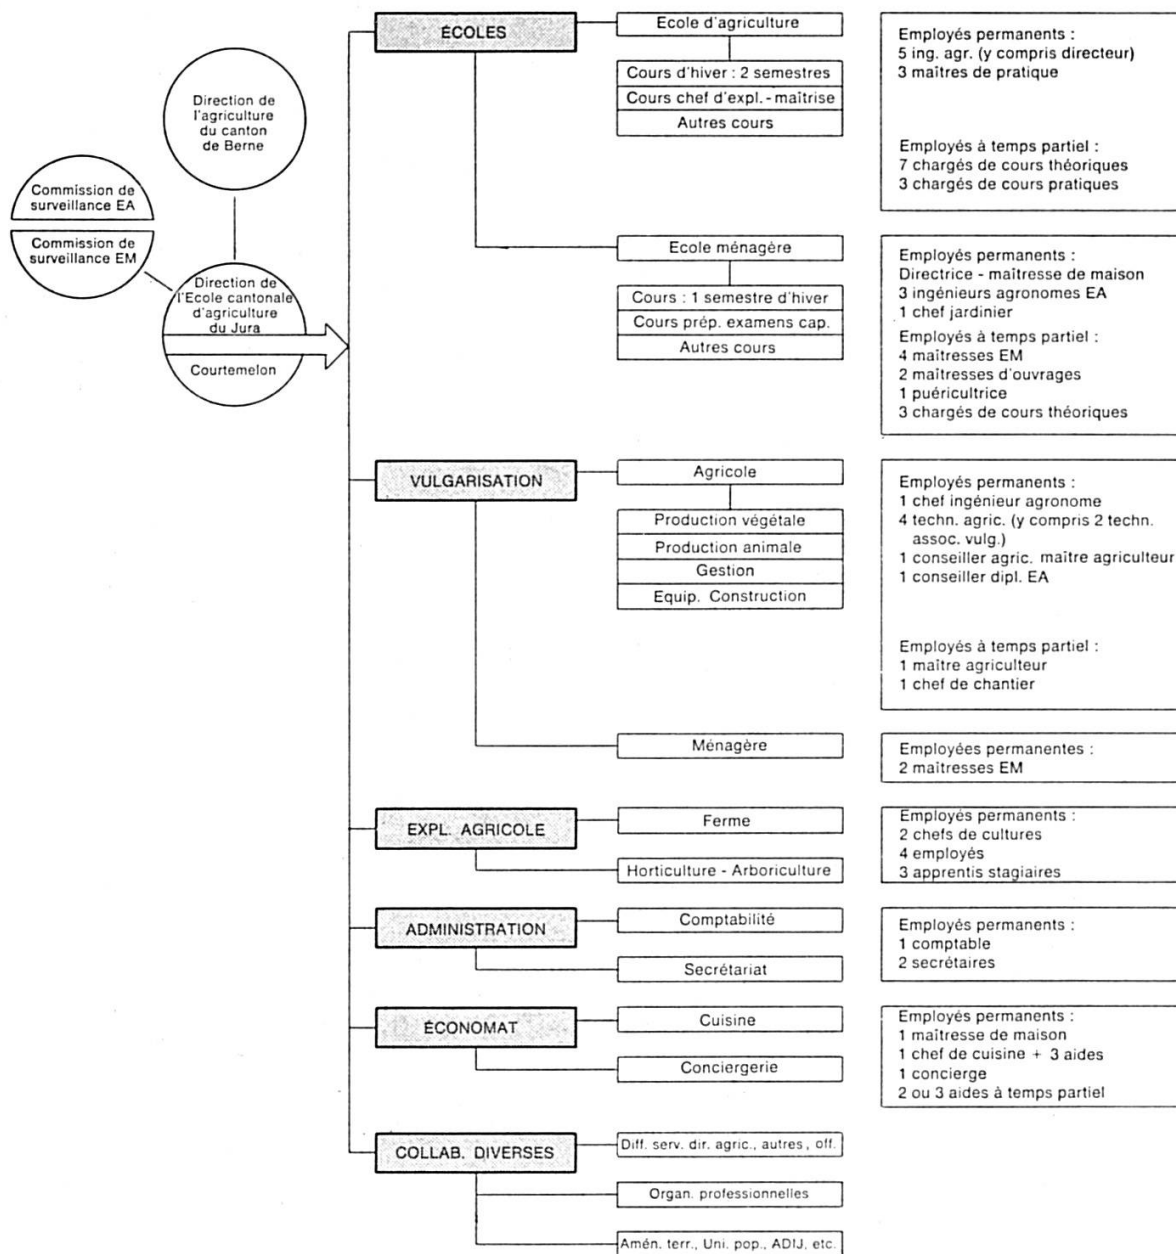 Direction de
l'agriculture
du canton
de Berne
Commission de
surveillance EA
Commission de
surveillance EM
Direction de
l'Ecole cantonale
d'agriculture
du Jura
Courtemelon
ÉCOLES
Ecole d'agriculture
Cours d'hiver : 2 semestres
Cours chef d'expl. - maîtrise
Autres cours
Employés permanents :
5 ing. agr. (y compris directeur)
3 maîtres de pratique
Employés à temps partiel :
7 chargés de cours théoriques
3 chargés de cours pratiques
Ecole ménagère
Cours : 1 semestre d'hiver
Cours prép. examens cap.
Autres cours
Employés permanents :
Directrice - maîtresse de maison
3 ingénieurs agronomes EA
1 chef jardinier
Employés à temps partiel :
4 maîtresses EM
2 maîtresses d'ouvrages
1 puéricultrice
3 chargés de cours théoriques
VULGARISATION
Agricole
Production végétale
Production animale
Gestion
Equip. Construction
Employés permanents :
1 chef ingénieur agronome
4 techn. agric. (y compris 2 techn.
assoc. vulg.)
1 conseiller agric. maître agriculteur
1 conseiller dipl. EA
Employés à temps partiel :
1 maître agriculteur
1 chef de chantier
Ménagère
Employées permanentes :
2 maîtresses EM
EXPL. AGRICOLE
Ferme
Horticulture - Arboriculture
Employés permanents :
2 chefs de cultures
4 employés
3 apprentis stagiaires
ADMINISTRATION
Comptabilité
Secrétariat
Employés permanents :
1 comptable
2 secrétaires
ÉCONOMAT
Cuisine
Conciergerie
Employés permanents :
1 maîtresse de maison
1 chef de cuisine + 3 aides
1 concierge
2 ou 3 aides à temps partiel
COLLAB. DIVERSES
Diff. serv. dir. agric., autres, off.
Organ. professionnelles
Amén. terr., Uni. pop., ADIJ, etc.